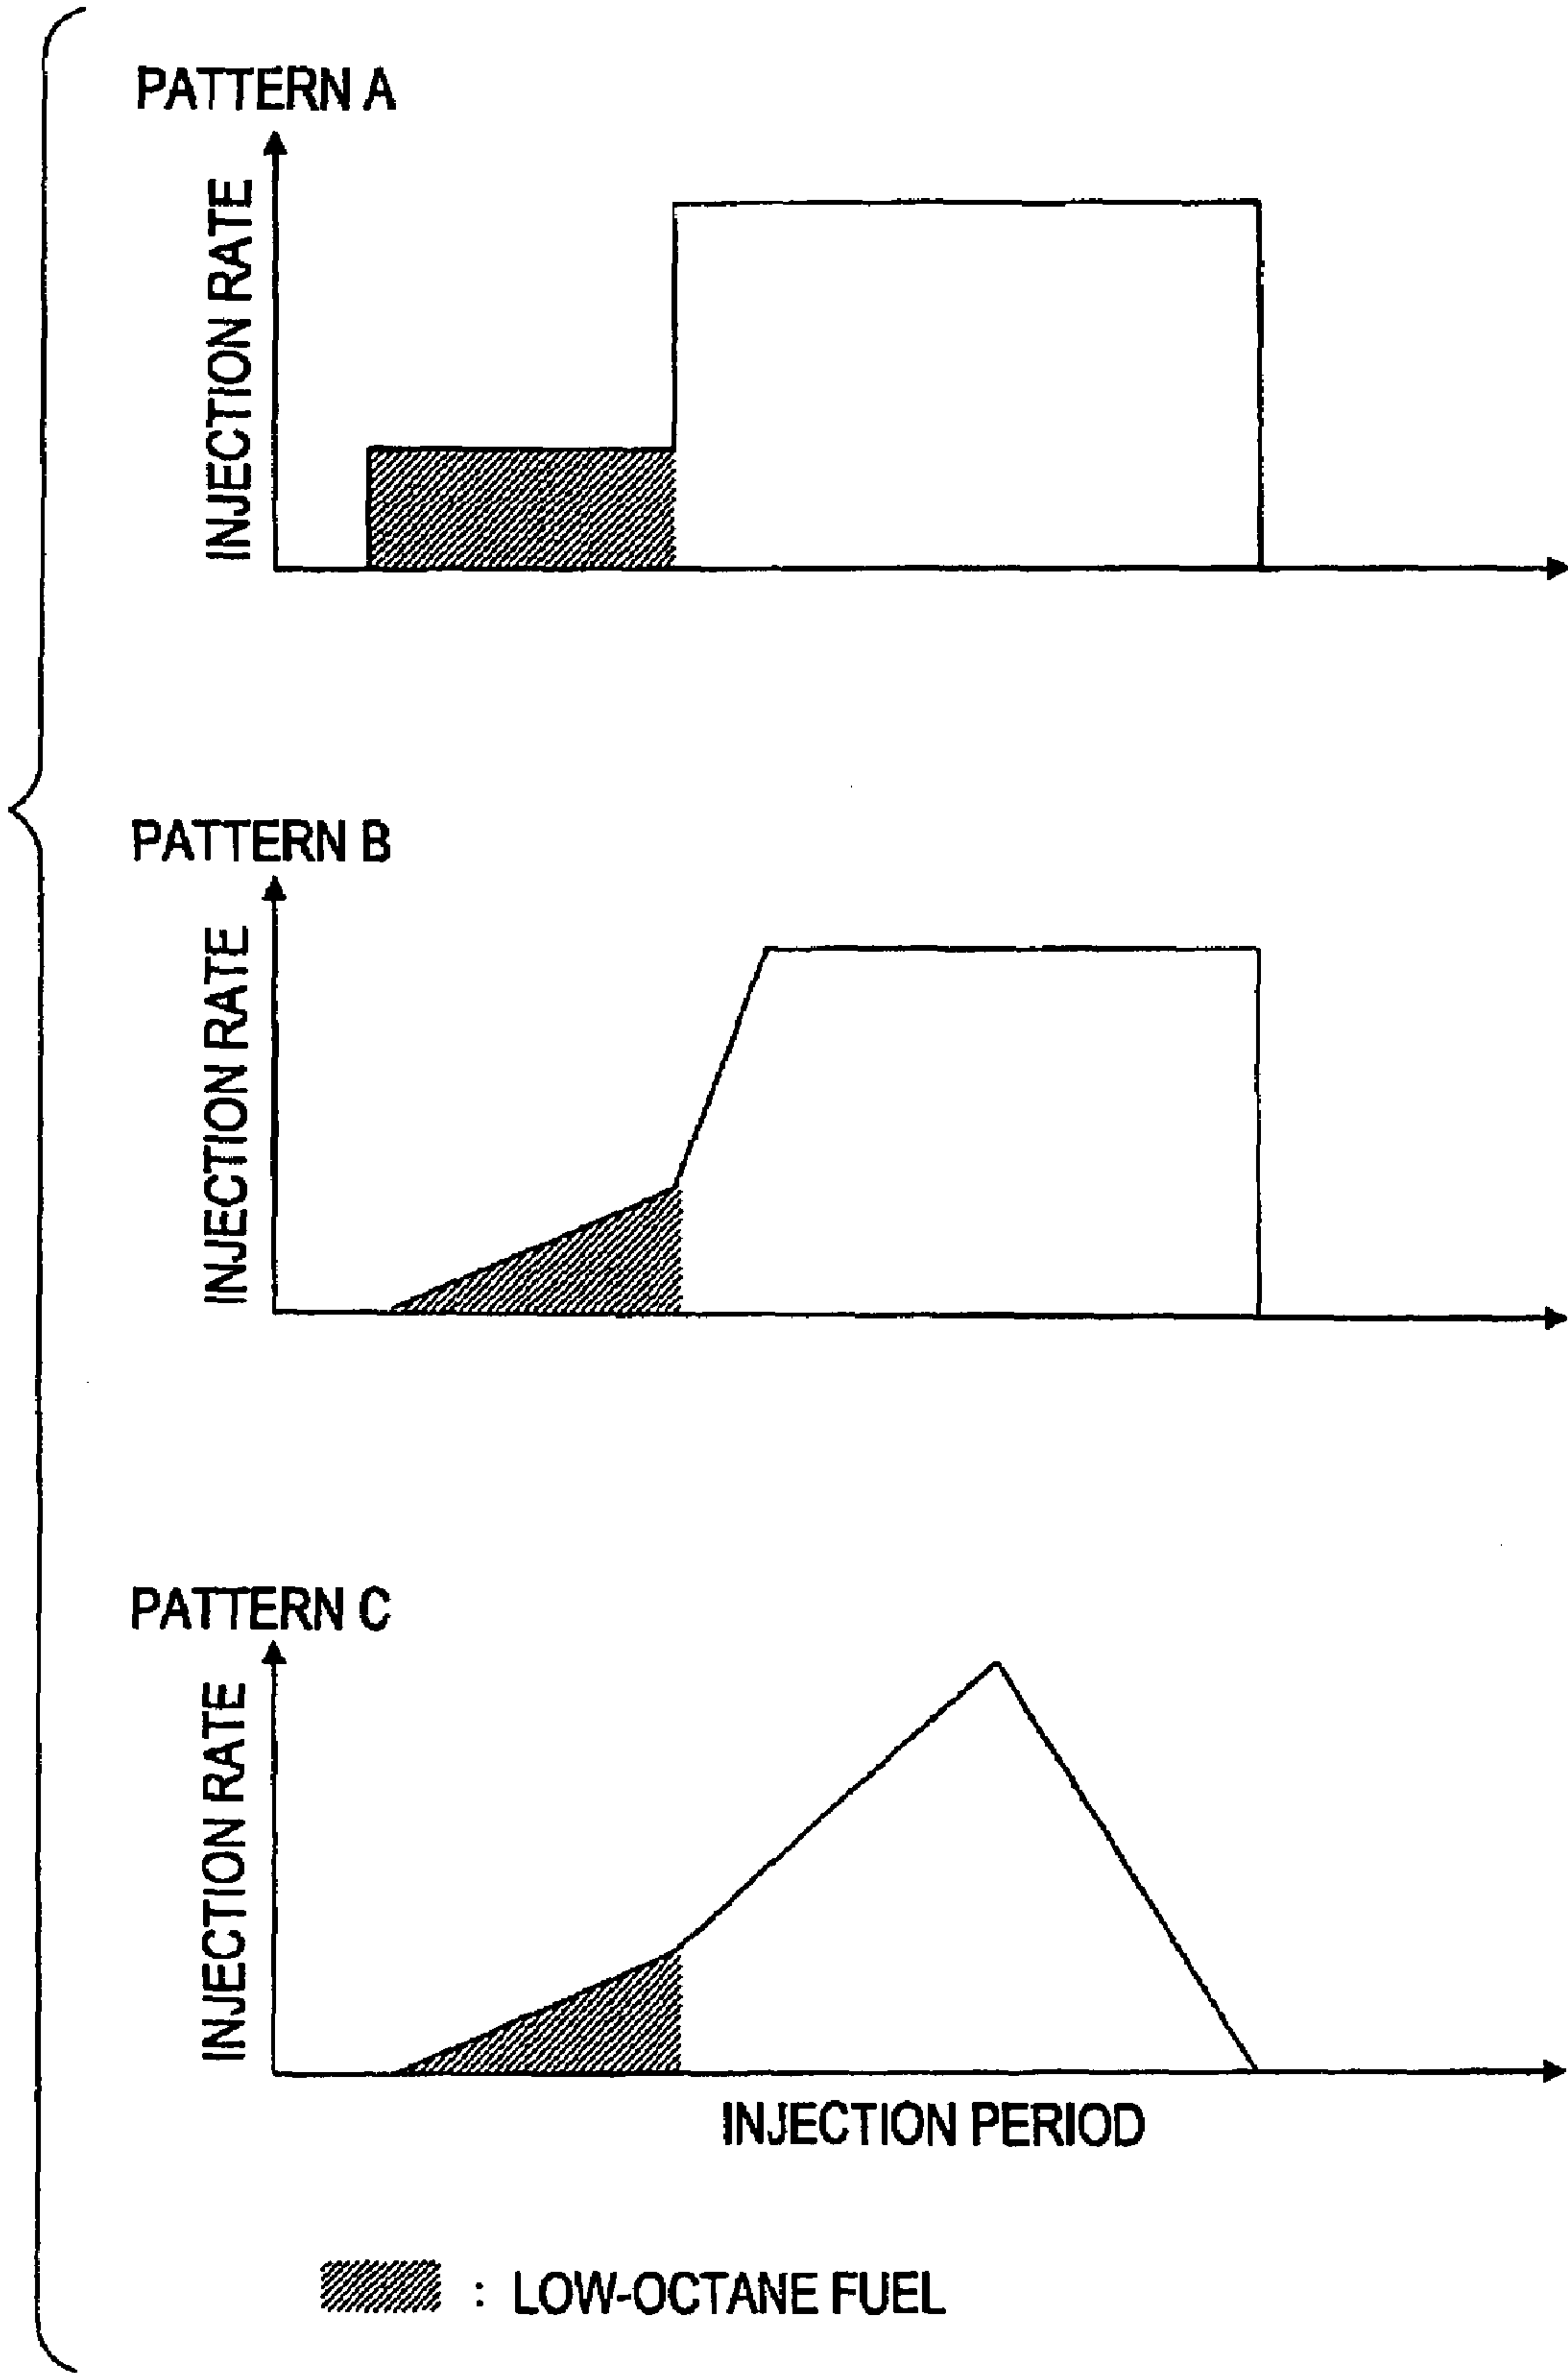 PATTERN A
INJECTION RATE
PATTERN B
INJECTION RATE
PATTERN C
INJECTION RATE
INJECTION PERIOD
: LOW-OCTANE FUEL